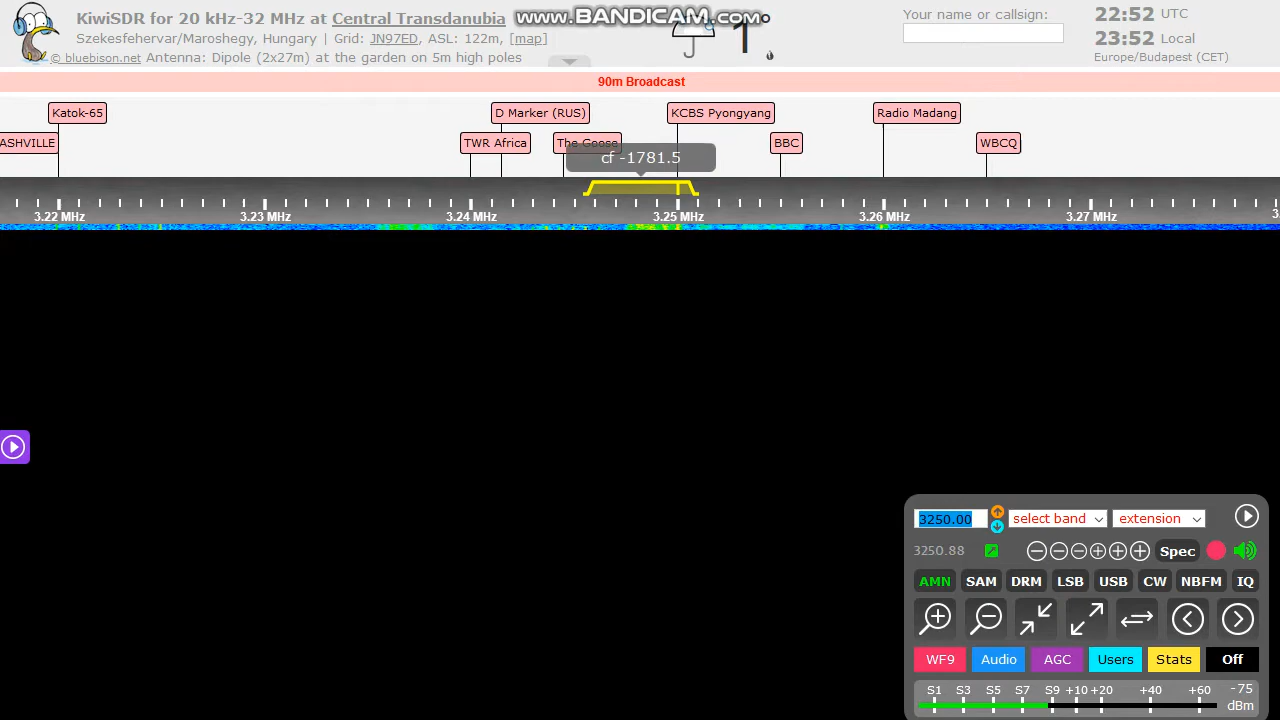 KiwiSDR for 20 kHz-32 MHz at Central Transdanubia
Szekesfehervar/Maroshegy, Hungary | Grid: JN97ED, ASL: 122m, [map]
© bluebison.net Antenna: Dipole (2x27m) at the garden on 5m high poles
www.BANDICAM.com
1
Your name or callsign:
22:52 UTC
23:52 Local
Europe/Budapest (CET)
90m Broadcast
Katok-65 D Marker (RUS) KCBS Pyongyang Radio Madang
ASHVILLE TWR Africa The Goose BBC WBCQ
cf -1781.5
3.22 MHz 3.23 MHz 3.24 MHz 3.25 MHz 3.26 MHz 3.27 MHz 3
3250.00 select band extension
3250.88 Spec
AMN SAM DRM LSB USB CW NBFM IQ
WF9 Audio AGC Users Stats Off
S1 S3 S5 S7 S9 +10 +20 +40 +60 -75
dBm